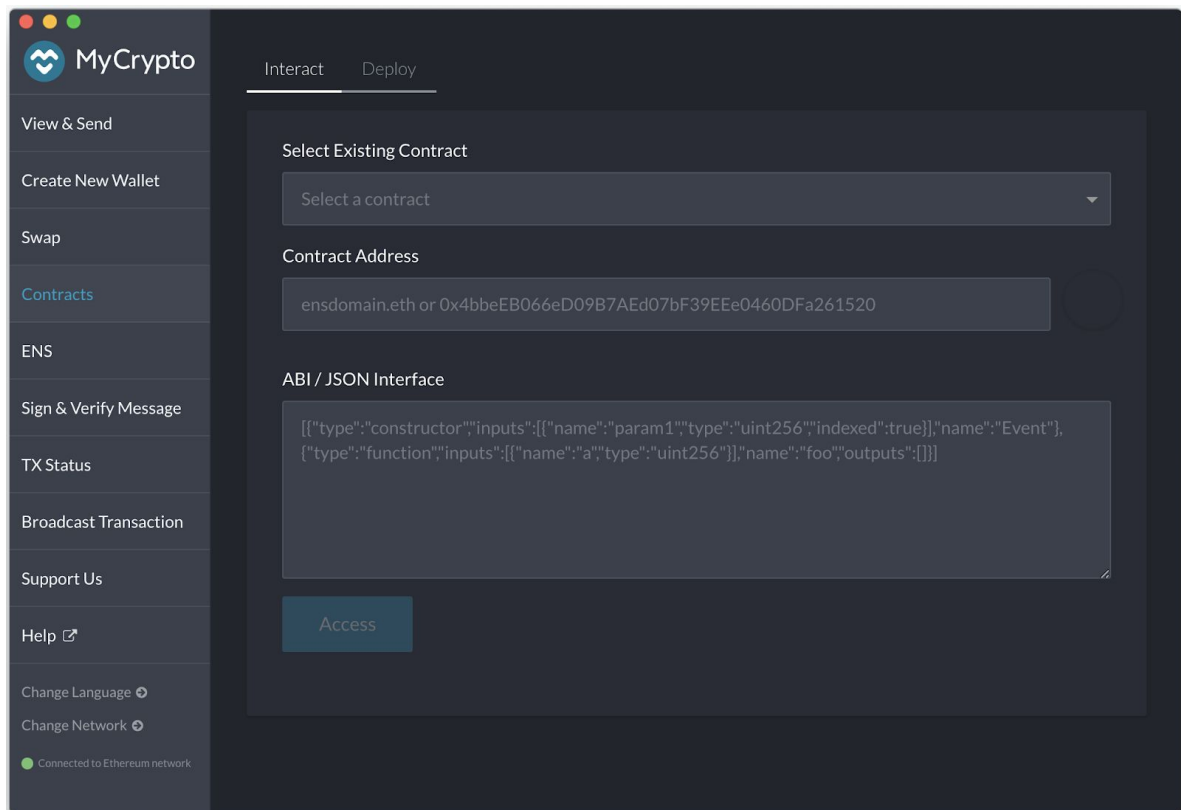 MyCrypto
View & Send
Create New Wallet
Swap
Contracts
ENS
Sign & Verify Message
TX Status
Broadcast Transaction
Support Us
Help
Change Language
Change Network
Connected to Ethereum network
Interact Deploy
Select Existing Contract
Select a contract
Contract Address
ensdomain.eth or 0x4bbeEB066eD09B7AEd07bF39EEe0460DFa261520
ABI / JSON Interface
[{"type":"constructor","inputs":[{"name":"param1","type":"uint256","indexed":true}],"name":"Event"},
{"type":"function","inputs":[{"name":"a","type":"uint256"}],"name":"foo","outputs":[]}]
Access